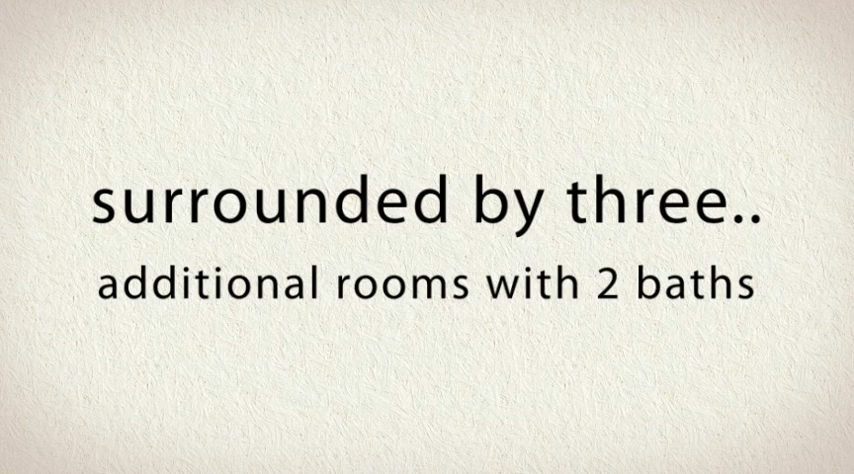 surrounded by three..
additional rooms with 2 baths